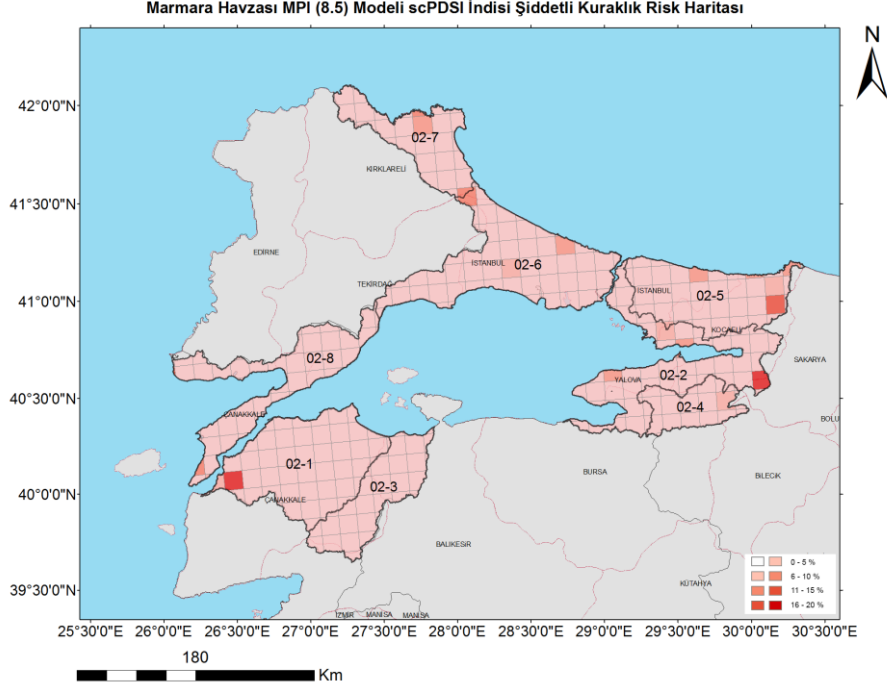 Marmara Havzası MPI (8.5) Modeli scPDSI İndisi Şiddetli Kuraklık Risk Haritası
N
42°0'0"N
02-7
KIRKLARELİ
41°30'0"N
EDİRNE
İSTANBUL
02-6
TEKİRDAĞ
İSTANBUL
02-5
41°0'0"N
KOCAELİ
SAKARYA
02-8
02-2
YALOVA
40°30'0"N
02-4
ÇANAKKALE
BOLU
02-1
BURSA
BİLECİK
02-3
40°0'0"N
ÇANAKKALE
BALIKESİR
39°30'0"N
KÜTAHYA
İZMİR MANİSA MANİSA
0 - 5 %
6 - 10 %
11 - 15 %
16 - 20 %
25°30'0"E 26°0'0"E 26°30'0"E 27°0'0"E 27°30'0"E 28°0'0"E 28°30'0"E 29°0'0"E 29°30'0"E 30°0'0"E 30°30'0"E
180
Km